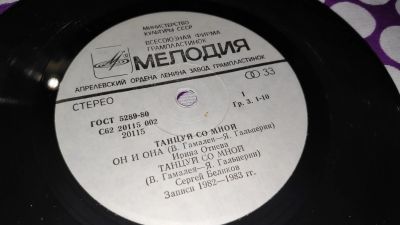 МИНИСТЕРСТВО
КУЛЬТУРЫ СССР
ВСЕСОЮЗНАЯ ФИРМА
ГРАМПЛАСТИНОК
МЕЛОДИЯ
АПРЕЛЕВСКИЙ ОРДЕНА ЛЕНИНА ЗАВОД ГРАМПЛАСТИНОК
СТЕРЕО
33
ГОСТ 5289-80
1
С62 20115 002
Гр. 3. 1-10
20115
ТАНЦУЙ СО МНОЙ
ОН И ОНА (В. Гамалея—Я. Гальперин)
Ирина Отиева
ТАНЦУЙ СО МНОЙ
(В. Гамалея—Я. Гальперин)
Сергей Беликов
Записи 1982—1983 гг.